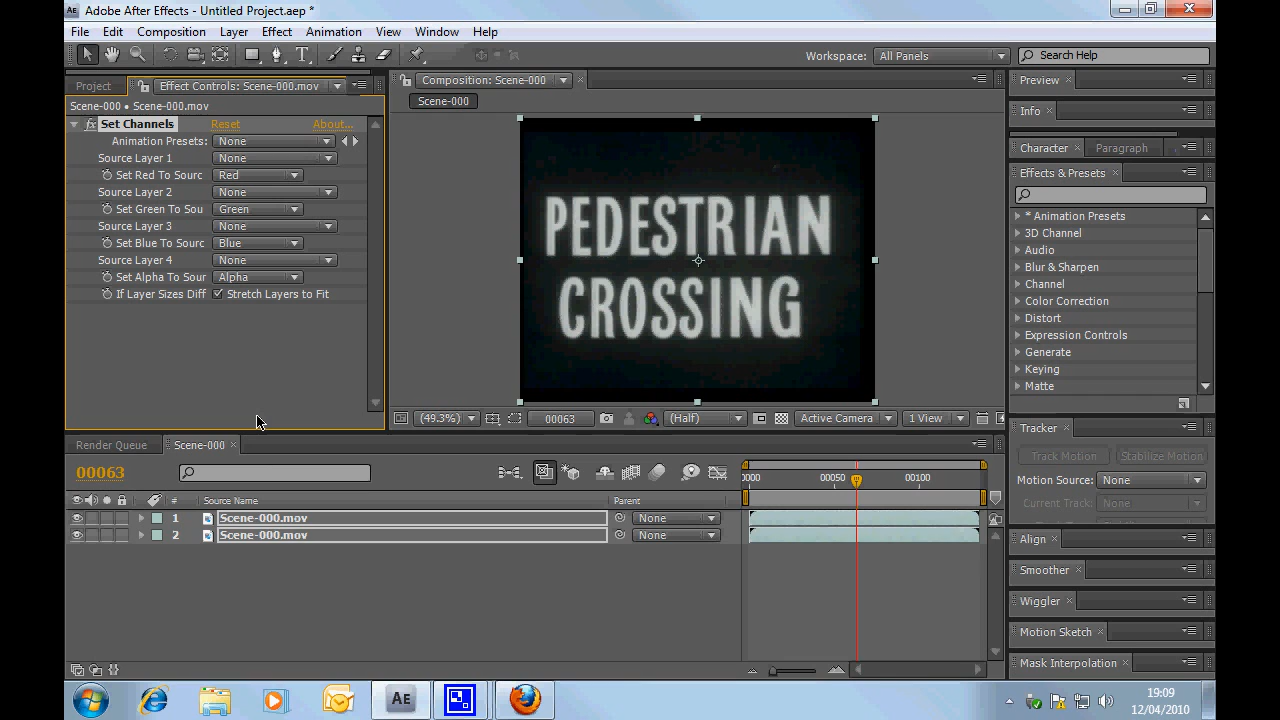 AE Adobe After Effects - Untitled Project.aep *
File Edit Composition Layer Effect Animation View Window Help
T Workspace: All Panels Search Help
Project Effect Controls: Scene-000.mov × Composition: Scene-000 × Preview ×
Scene-000 • Scene-000.mov Scene-000
fx Set Channels Reset About...
Animation Presets: None
Source Layer 1 None
Set Red To Sourc Red
Source Layer 2 None
Set Green To Sou Green
Source Layer 3 None
Set Blue To Sourc Blue
Source Layer 4 None
Set Alpha To Sour Alpha
If Layer Sizes Diff Stretch Layers to Fit
PEDESTRIAN
CROSSING
(49.3%) 00063 (Half) Active Camera 1 View
Info ×
Character × Paragraph
Effects & Presets ×
* Animation Presets
3D Channel
Audio
Blur & Sharpen
Channel
Color Correction
Distort
Expression Controls
Generate
Keying
Matte
Tracker ×
Track Motion Stabilize Motion
Motion Source: None
Current Track: None
Align ×
Smoother ×
Wiggler ×
Motion Sketch ×
Mask Interpolation ×
Render Queue Scene-000 ×
00063
0000 00050 00100
# Source Name Parent
1 Scene-000.mov None
2 Scene-000.mov None
AE
19:09
12/04/2010